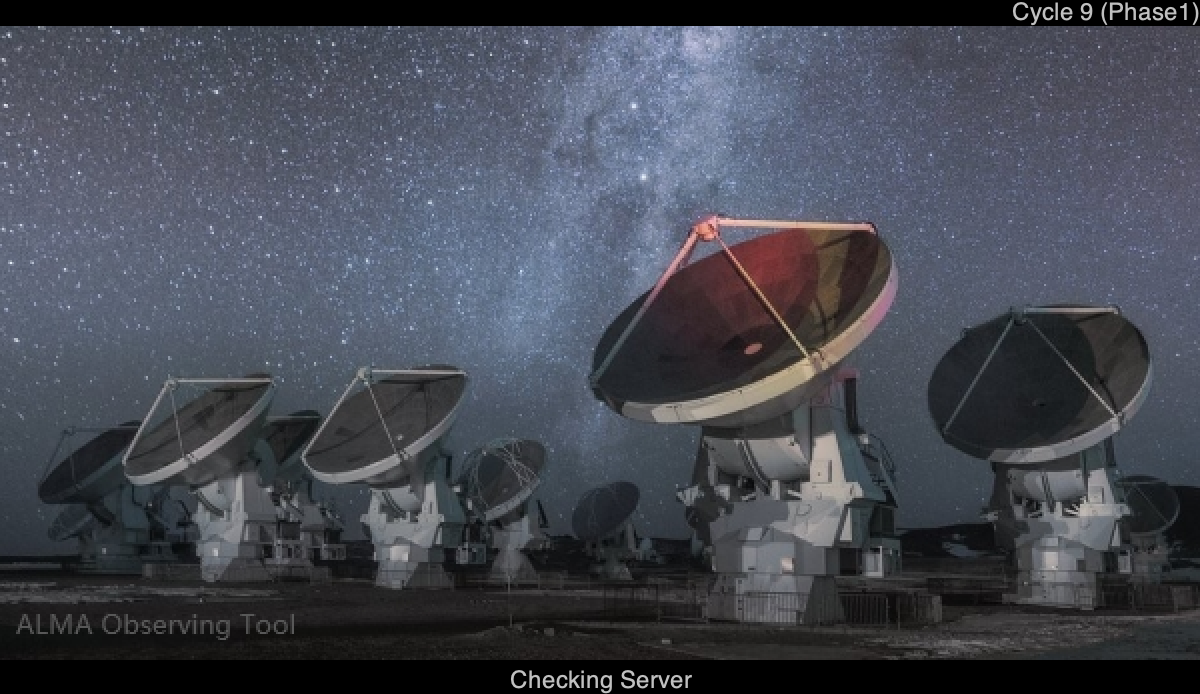 Cycle 9 (Phase1)
ALMA Observing Tool
Checking Server